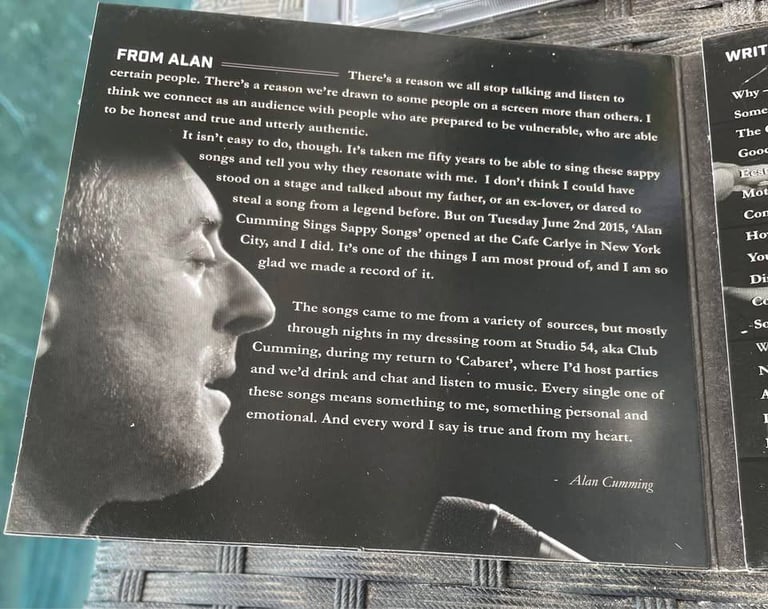 FROM ALAN
There's a reason we all stop talking and listen to
certain people. There's a reason we're drawn to some people on a screen more than others. I
think we connect as an audience with people who are prepared to be vulnerable, who are able
to be honest and true and utterly authentic.
It isn't easy to do, though. It's taken me fifty years to be able to sing these sappy
songs and tell you why they resonate with me. I don't think I could have
stood on a stage and talked about my father, or an ex-lover, or dared to
steal a song from a legend before. But on Tuesday June 2nd 2015, 'Alan
Cumming Sings Sappy Songs' opened at the Cafe Carlye in New York
City, and I did. It's one of the things I am most proud of, and I am so
glad we made a record of it.
The songs came to me from a variety of sources, but mostly
through nights in my dressing room at Studio 54, aka Club
Cumming, during my return to 'Cabaret', where I'd host parties
and we'd drink and chat and listen to music. Every single one of
these songs means something to me, something personal and
emotional. And every word I say is true and from my heart.
- Alan Cumming
WRIT
Why -
Some
The
Good
Mot
Con
Ho
You
Di
Co
So
W
N
A